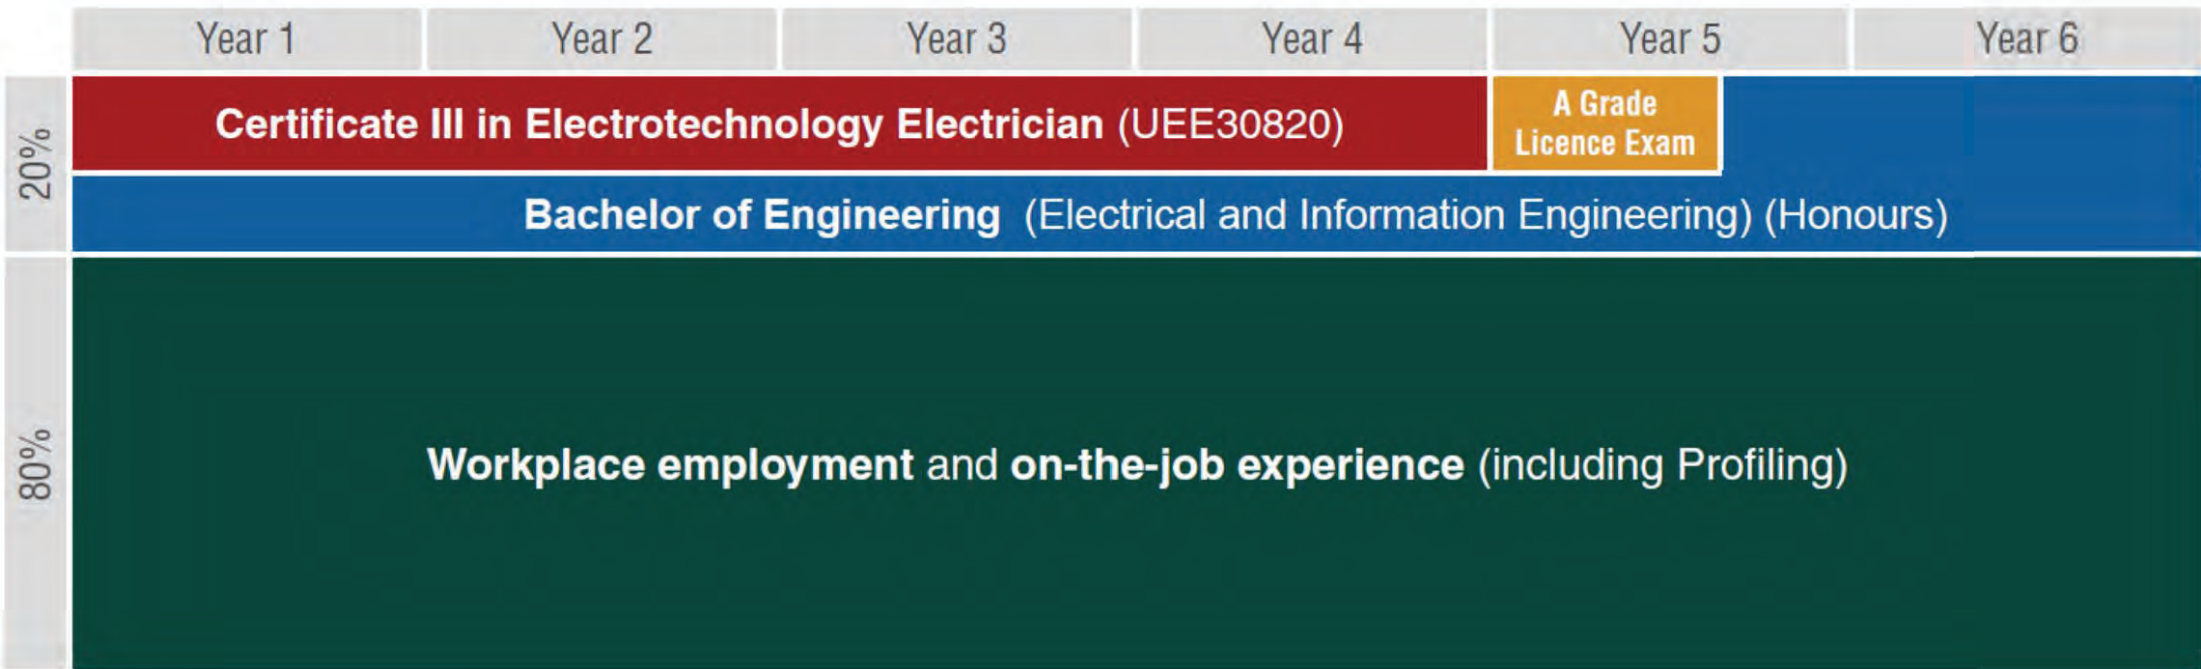 Year 1 Year 2 Year 3 Year 4 Year 5 Year 6
20%
Certificate III in Electrotechnology Electrician (UEE30820)
A Grade
Licence Exam
Bachelor of Engineering (Electrical and Information Engineering) (Honours)
80%
Workplace employment and on-the-job experience (including Profiling)